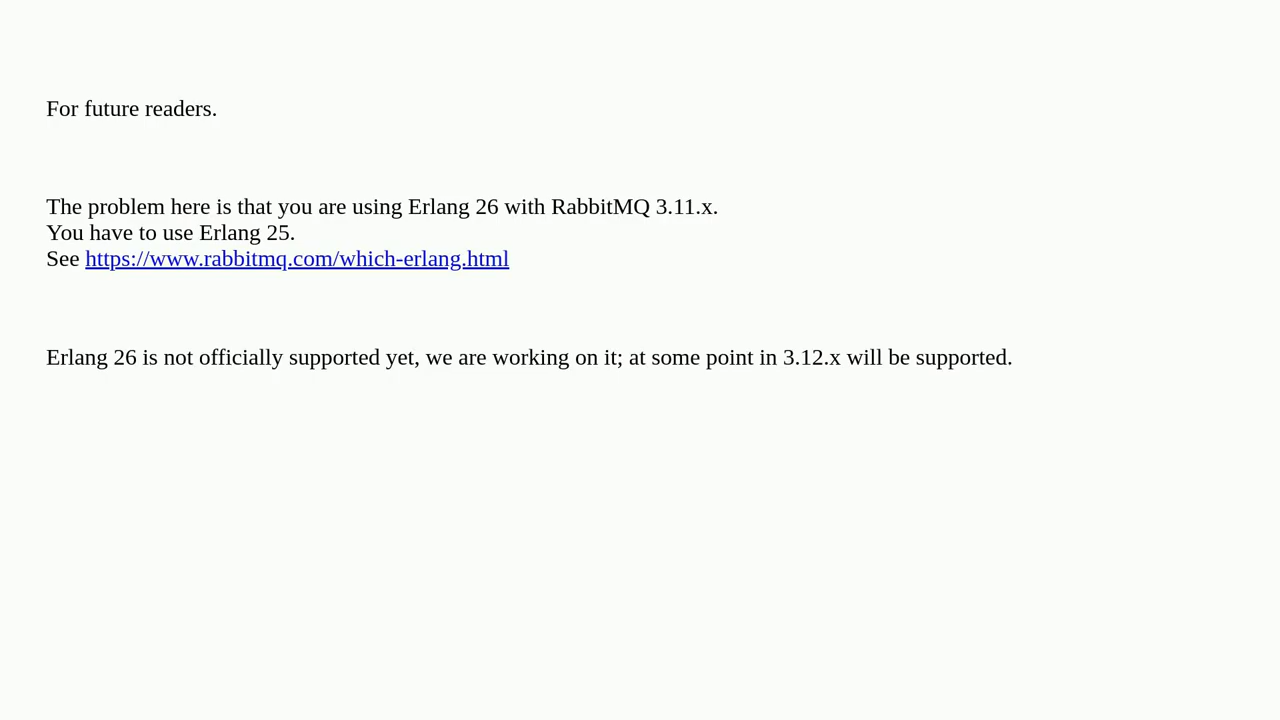 For future readers.
The problem here is that you are using Erlang 26 with RabbitMQ 3.11.x.
You have to use Erlang 25.
See https://www.rabbitmq.com/which-erlang.html
Erlang 26 is not officially supported yet, we are working on it; at some point in 3.12.x will be supported.